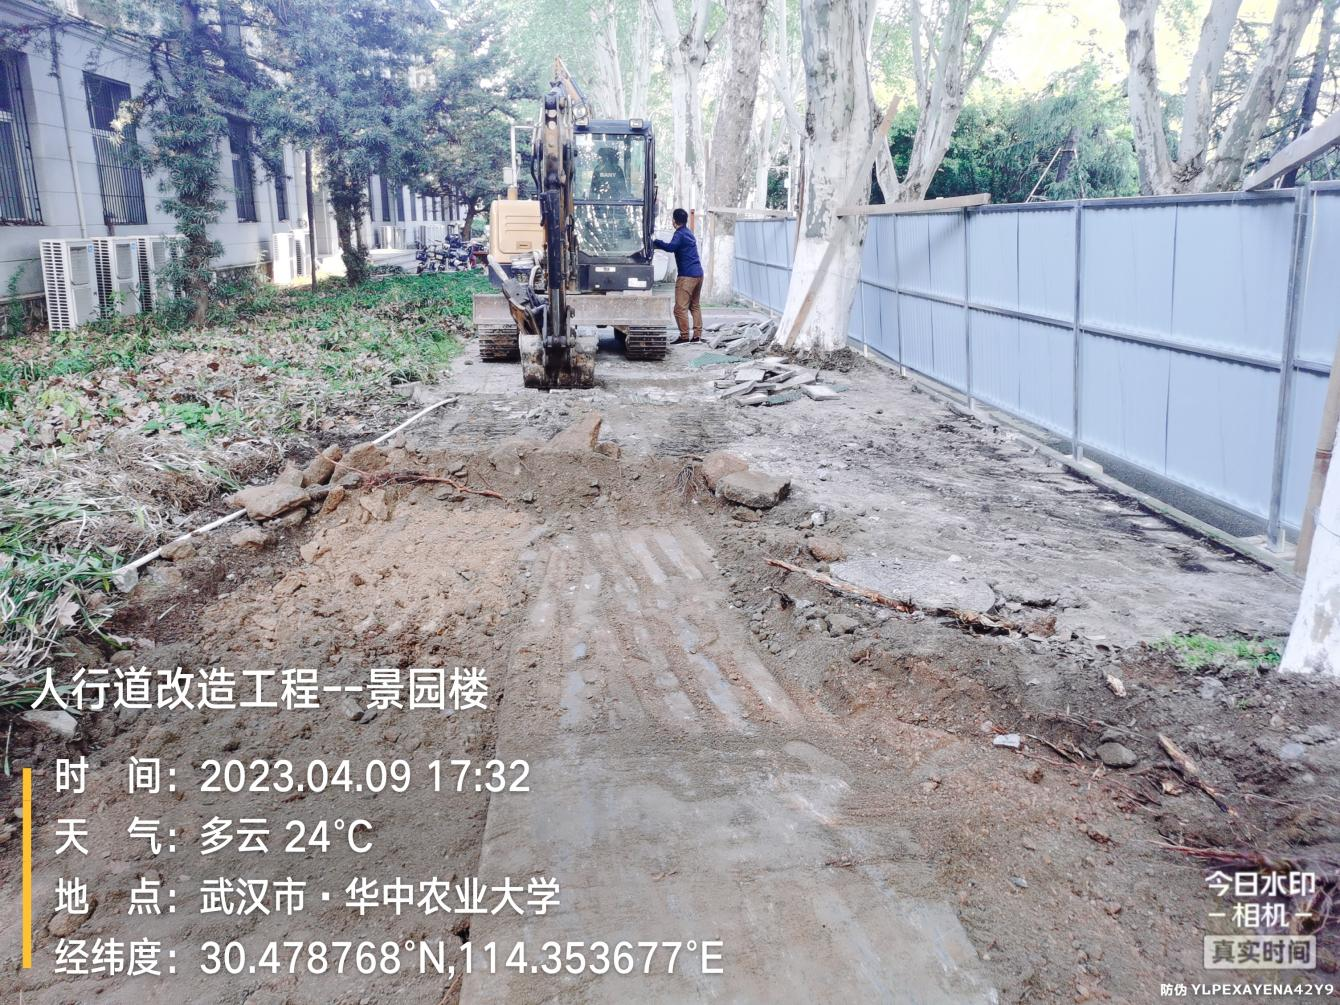 SANY
人行道改造工程--景园楼
时 间：2023.04.09 17:32
天 气：多云 24°C
地 点：武汉市·华中农业大学
经纬度：30.478768°N,114.353677°E
今日水印
-相机-
真实时间
防伪 YLPEXAYENA42Y9